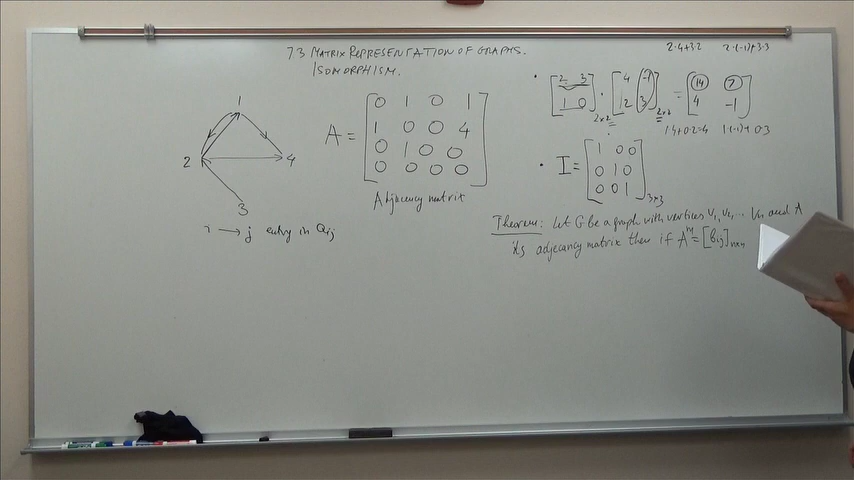 7.3 MATRIX REPRESENTATION OF GRAPHS.
ISOMORPHISM.
1
2
4
3
i → j entry in aij
A =
0 1 0 1
1 0 0 4
0 1 0 0
0 0 0 0
Adjacency matrix
2·4+3·2 2·(-1)+3·3
2 3
1 0
2×2
·
4 -1
2 3
2×2
=
14 7
4 -1
1·4+0·2=4 1·(-1)+0·3
· I =
1 0 0
0 1 0
0 0 1
3×3
Theorem: Let G be a graph with vertices V1, V2, ... Vn and A
its adjecancy matrix then if A^m = [bij]n×n